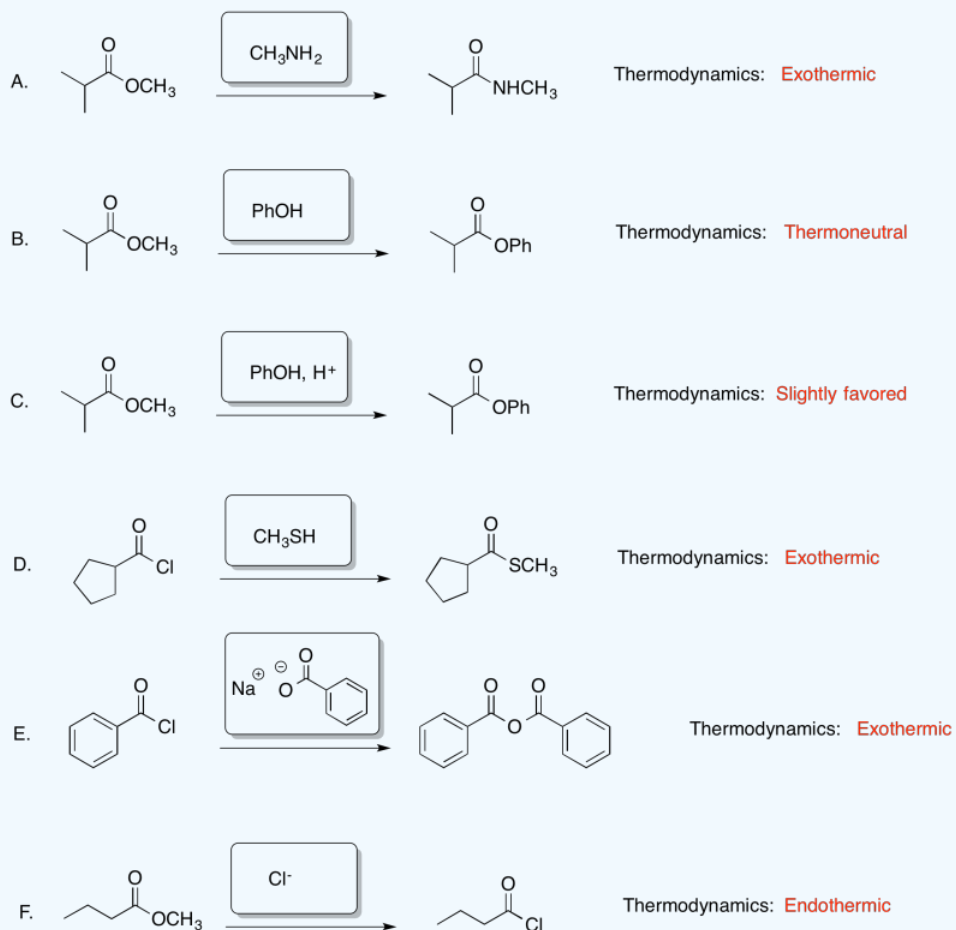 A. O OCH₃ CH₃NH₂ O NHCH₃ Thermodynamics: Exothermic
B. O OCH₃ PhOH O OPh Thermodynamics: Thermoneutral
C. O OCH₃ PhOH, H⁺ O OPh Thermodynamics: Slightly favored
D. O Cl CH₃SH O SCH₃ Thermodynamics: Exothermic
E. O Cl Na ⊕ ⊖ O O O O O Thermodynamics: Exothermic
F. O OCH₃ Cl⁻ O Cl Thermodynamics: Endothermic